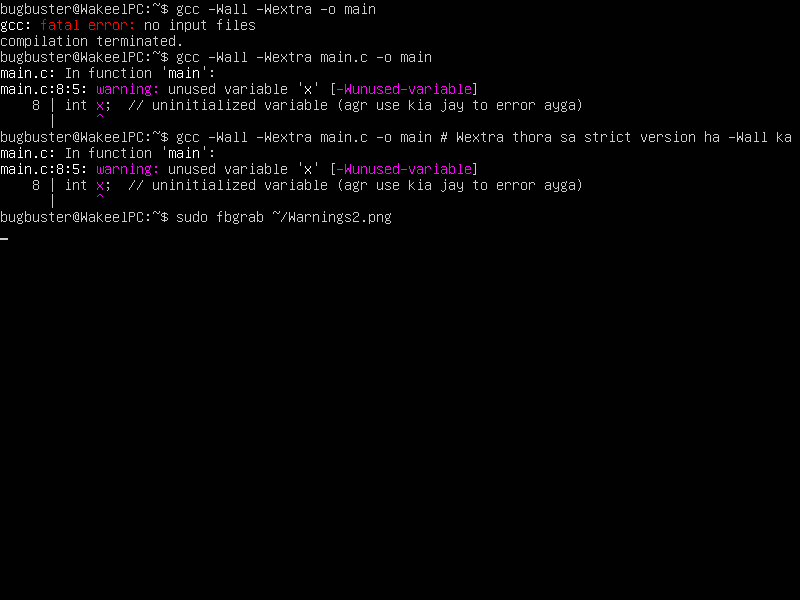 bugbuster@WakeelPC:~$ gcc -Wall -Wextra -o main
gcc: fatal error: no input files
compilation terminated.
bugbuster@WakeelPC:~$ gcc -Wall -Wextra main.c -o main
main.c: In function 'main':
main.c:8:5: warning: unused variable 'x' [-Wunused-variable]
    8 | int x;  // uninitialized variable (agr use kia jay to error ayga)
      |     ^
bugbuster@WakeelPC:~$ gcc -Wall -Wextra main.c -o main # Wextra thora sa strict version ha -Wall ka
main.c: In function 'main':
main.c:8:5: warning: unused variable 'x' [-Wunused-variable]
    8 | int x;  // uninitialized variable (agr use kia jay to error ayga)
      |     ^
bugbuster@WakeelPC:~$ sudo fbgrab ~/Warnings2.png